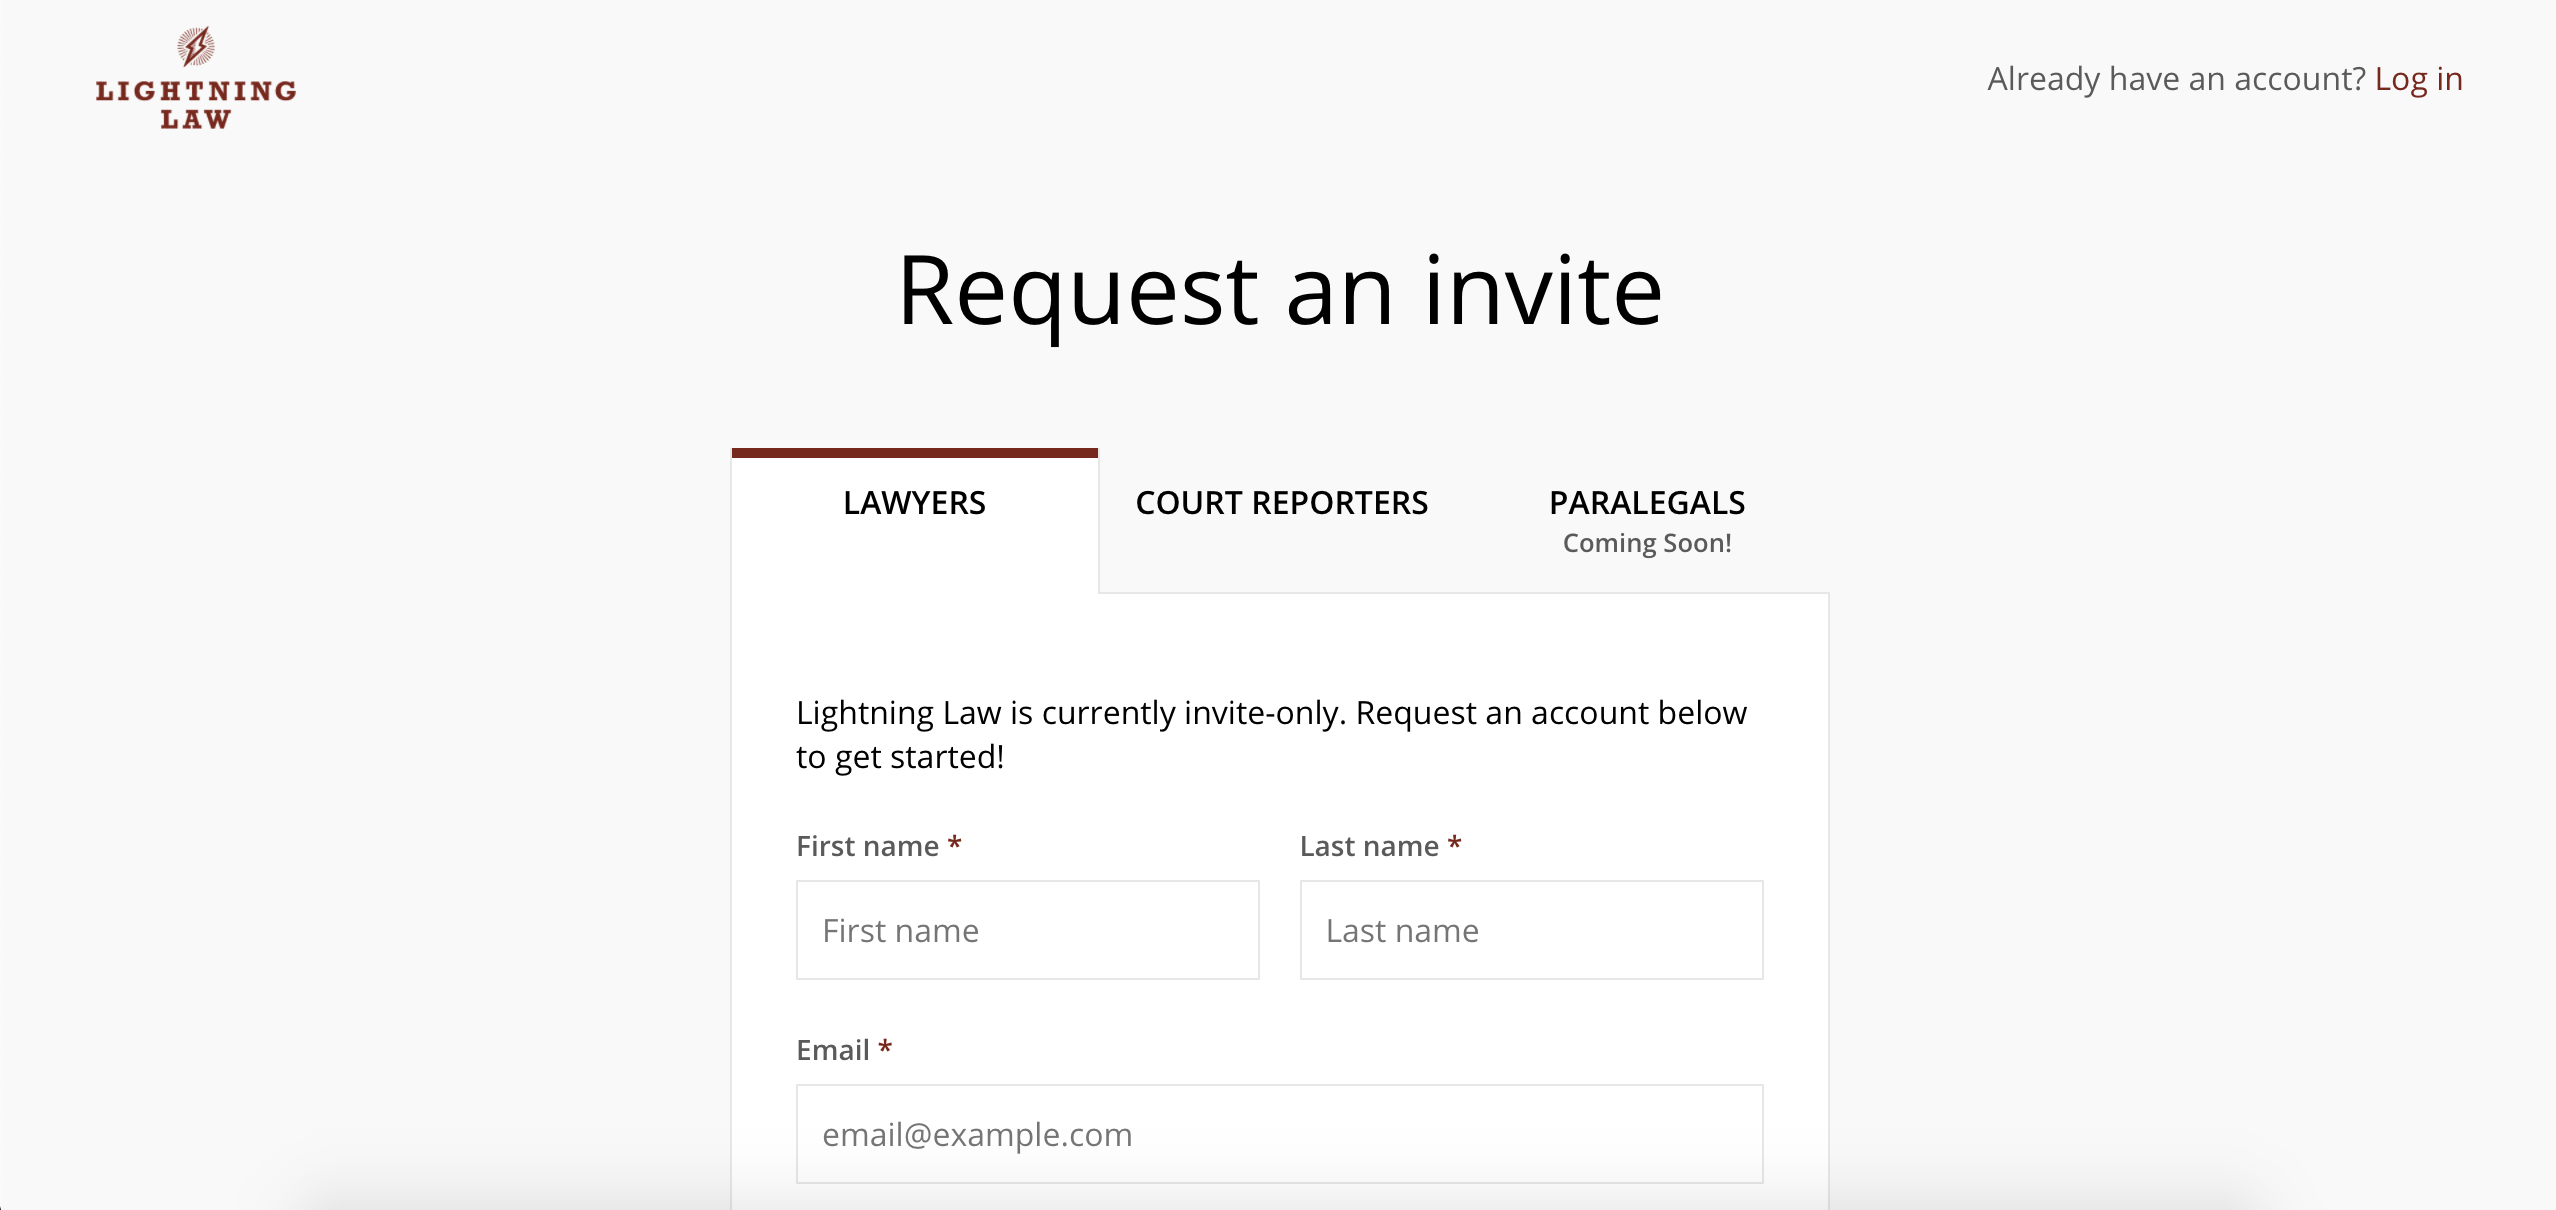 LIGHTNING
LAW
Already have an account? Log in
Request an invite
LAWYERS
COURT REPORTERS
PARALEGALS
Coming Soon!
Lightning Law is currently invite-only. Request an account below
to get started!
First name *
Last name *
First name
Last name
Email *
email@example.com